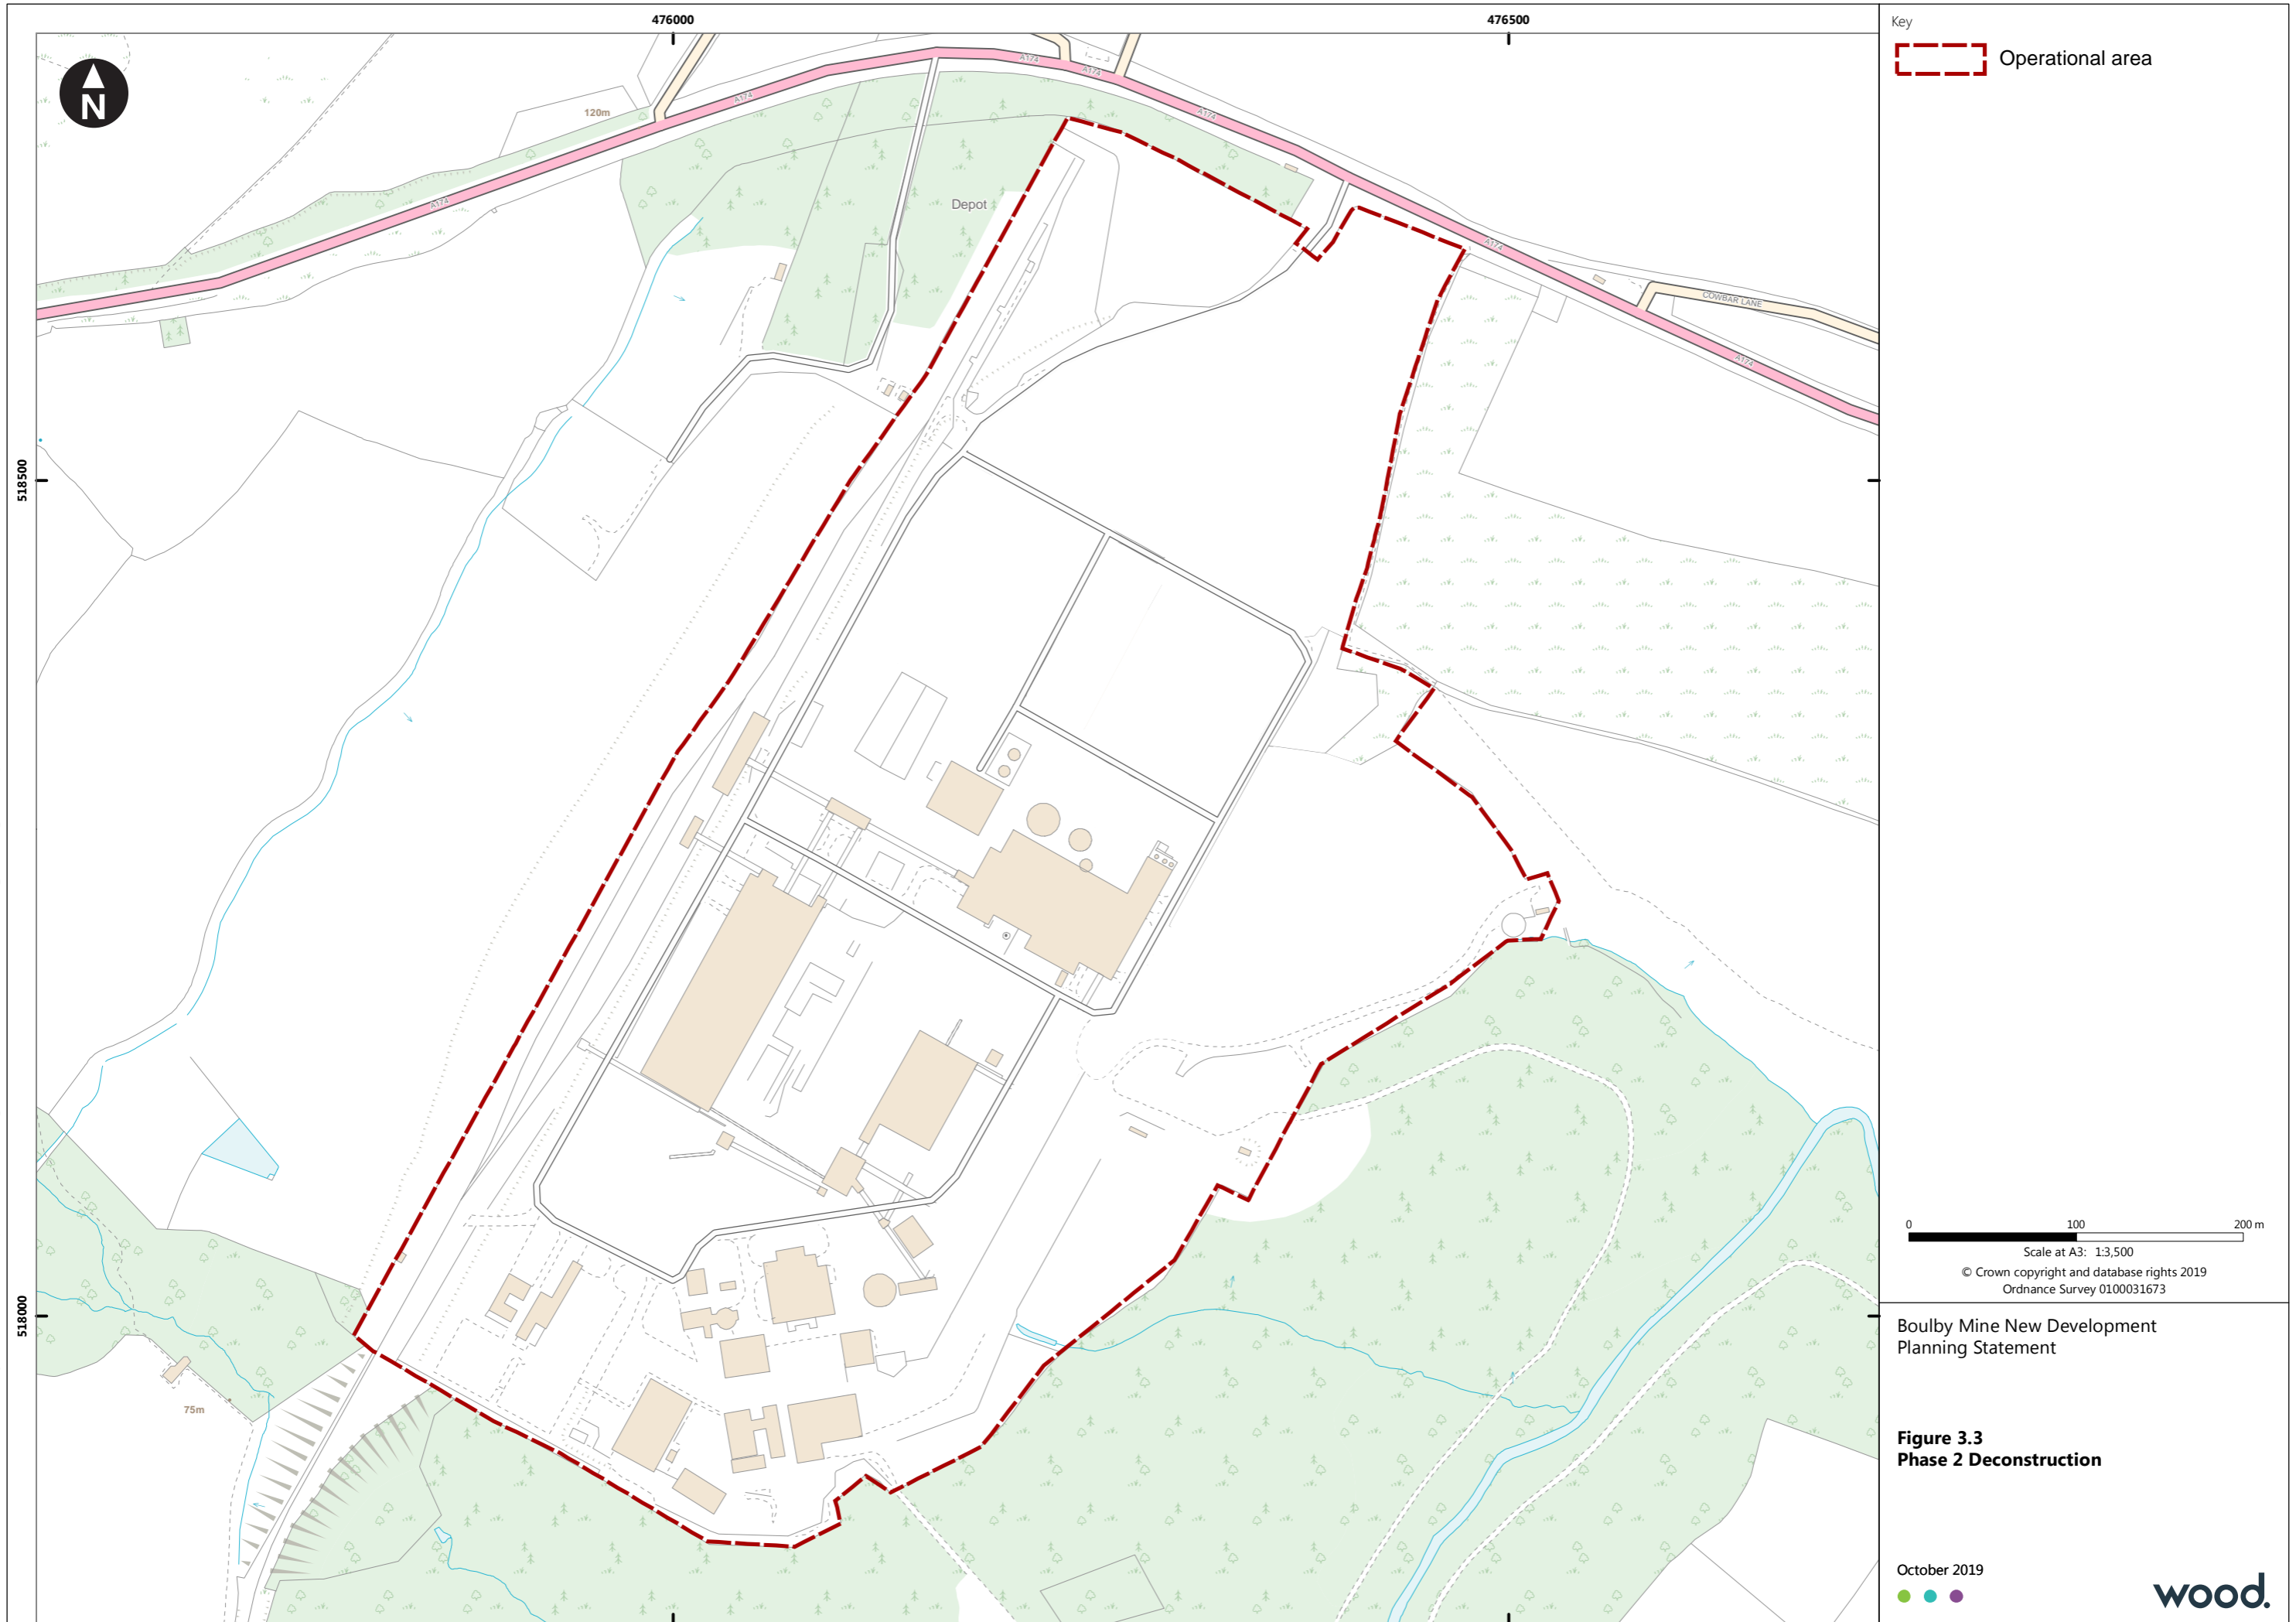 476000
476500
N
120m
A174
A174
A174
A174
A174
A174
A174
Depot
COWBAR LANE
518500
518000
75m
Key
Operational area
0 100 200 m
Scale at A3: 1:3,500
© Crown copyright and database rights 2019
Ordnance Survey 0100031673
Boulby Mine New Development
Planning Statement
Figure 3.3
Phase 2 Deconstruction
October 2019
wood.